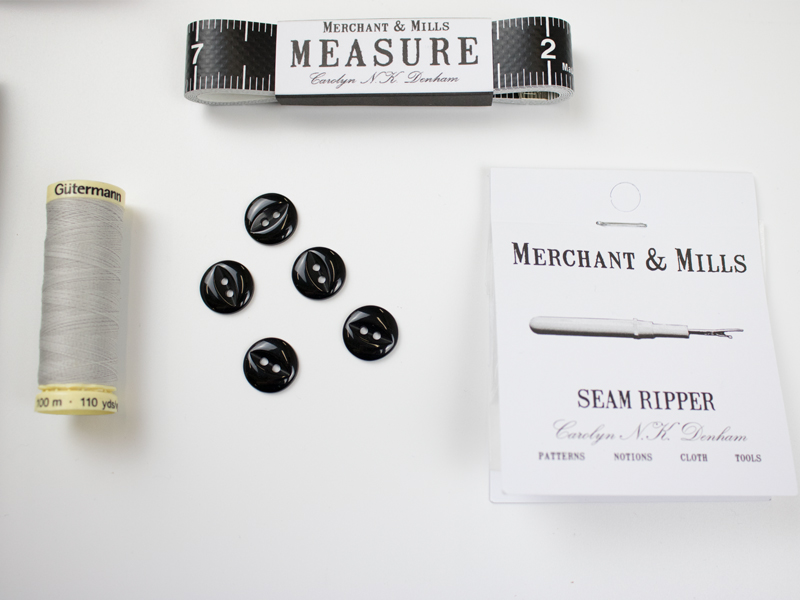 MERCHANT & MILLS
MEASURE
Carolyn N.K. Denham
7
2
Gütermann
100 m · 110 yds
MERCHANT & MILLS
SEAM RIPPER
Carolyn N.K. Denham
PATTERNS NOTIONS CLOTH TOOLS